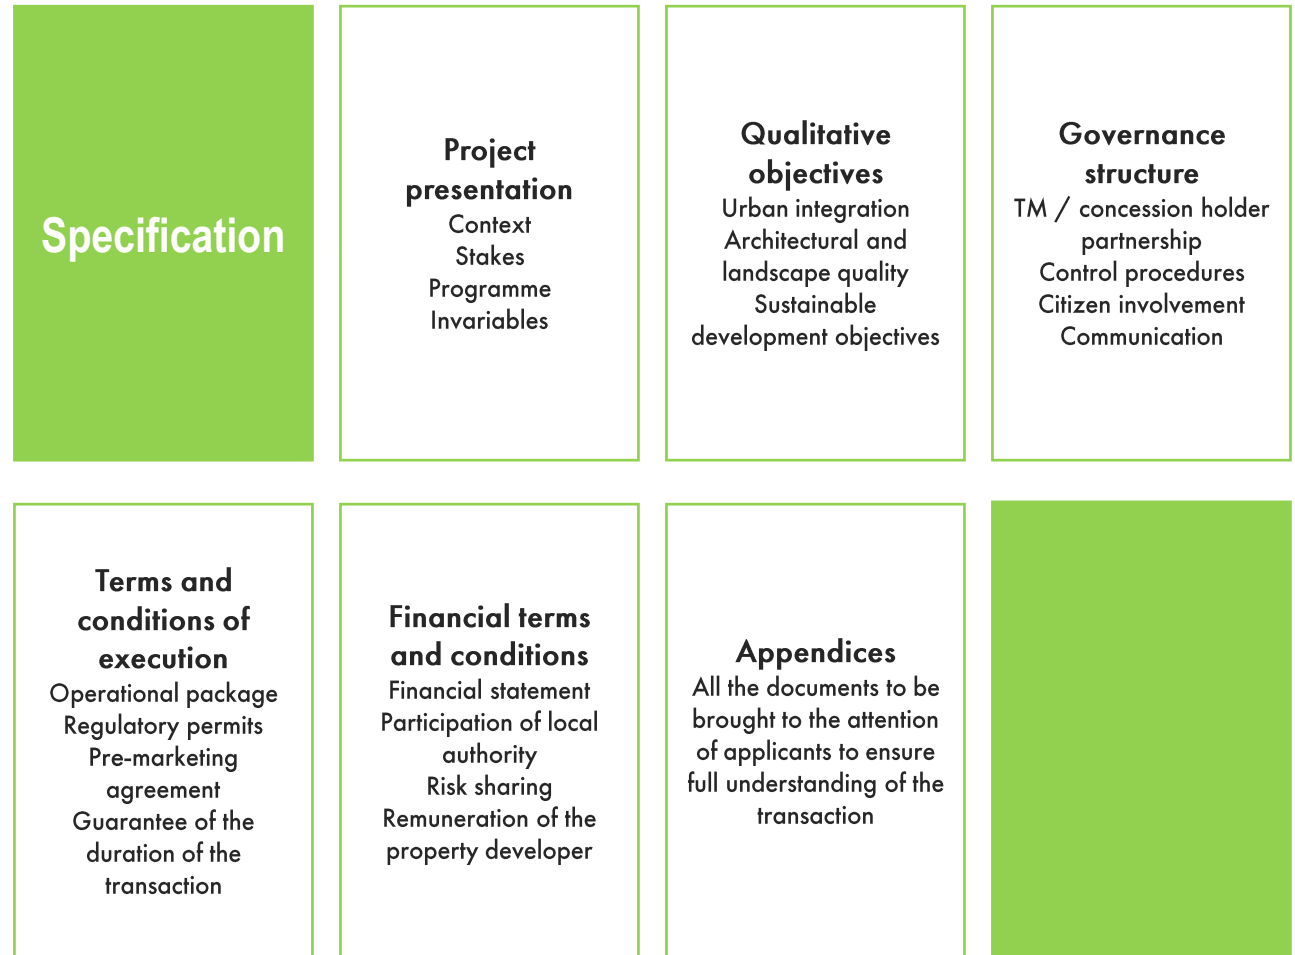 Specification
Project
presentation
Context
Stakes
Programme
Invariables
Qualitative
objectives
Urban integration
Architectural and
landscape quality
Sustainable
development objectives
Governance
structure
TM / concession holder
partnership
Control procedures
Citizen involvement
Communication
Terms and
conditions of
execution
Operational package
Regulatory permits
Pre-marketing
agreement
Guarantee of the
duration of the
transaction
Financial terms
and conditions
Financial statement
Participation of local
authority
Risk sharing
Remuneration of the
property developer
Appendices
All the documents to be
brought to the attention
of applicants to ensure
full understanding of the
transaction